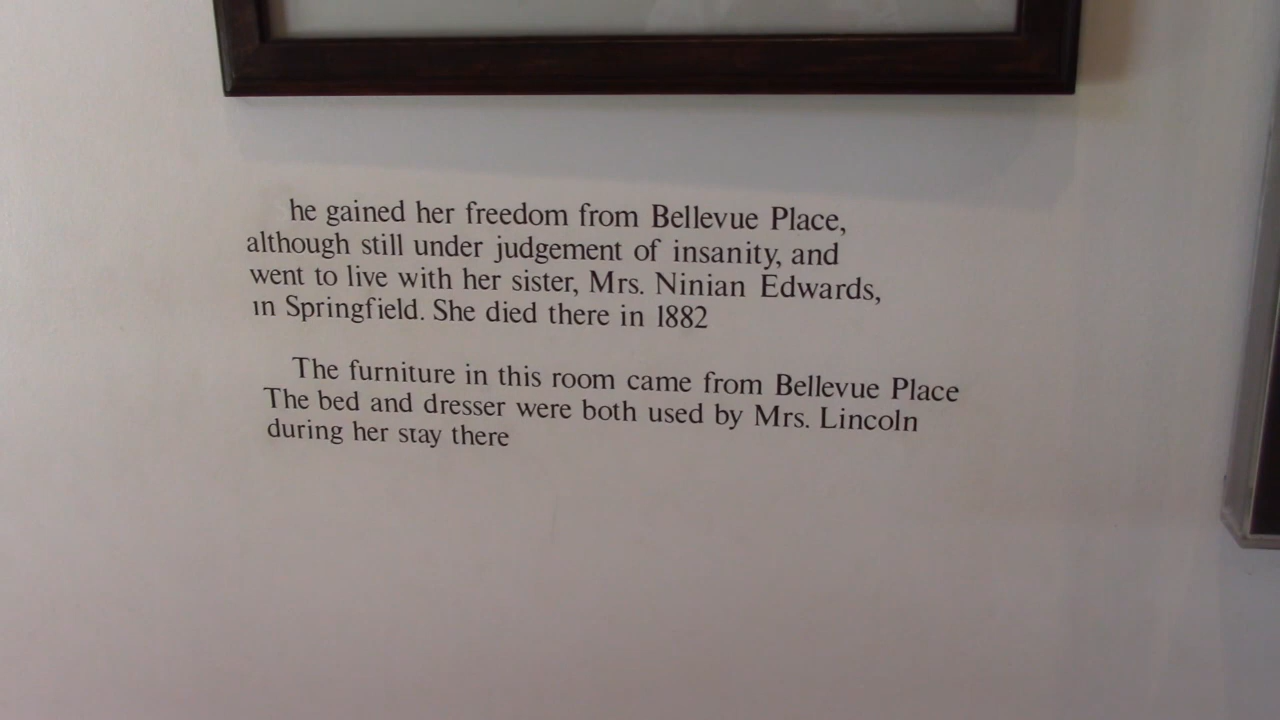 he gained her freedom from Bellevue Place,
although still under judgement of insanity, and
went to live with her sister, Mrs. Ninian Edwards,
in Springfield. She died there in 1882
The furniture in this room came from Bellevue Place
The bed and dresser were both used by Mrs. Lincoln
during her stay there